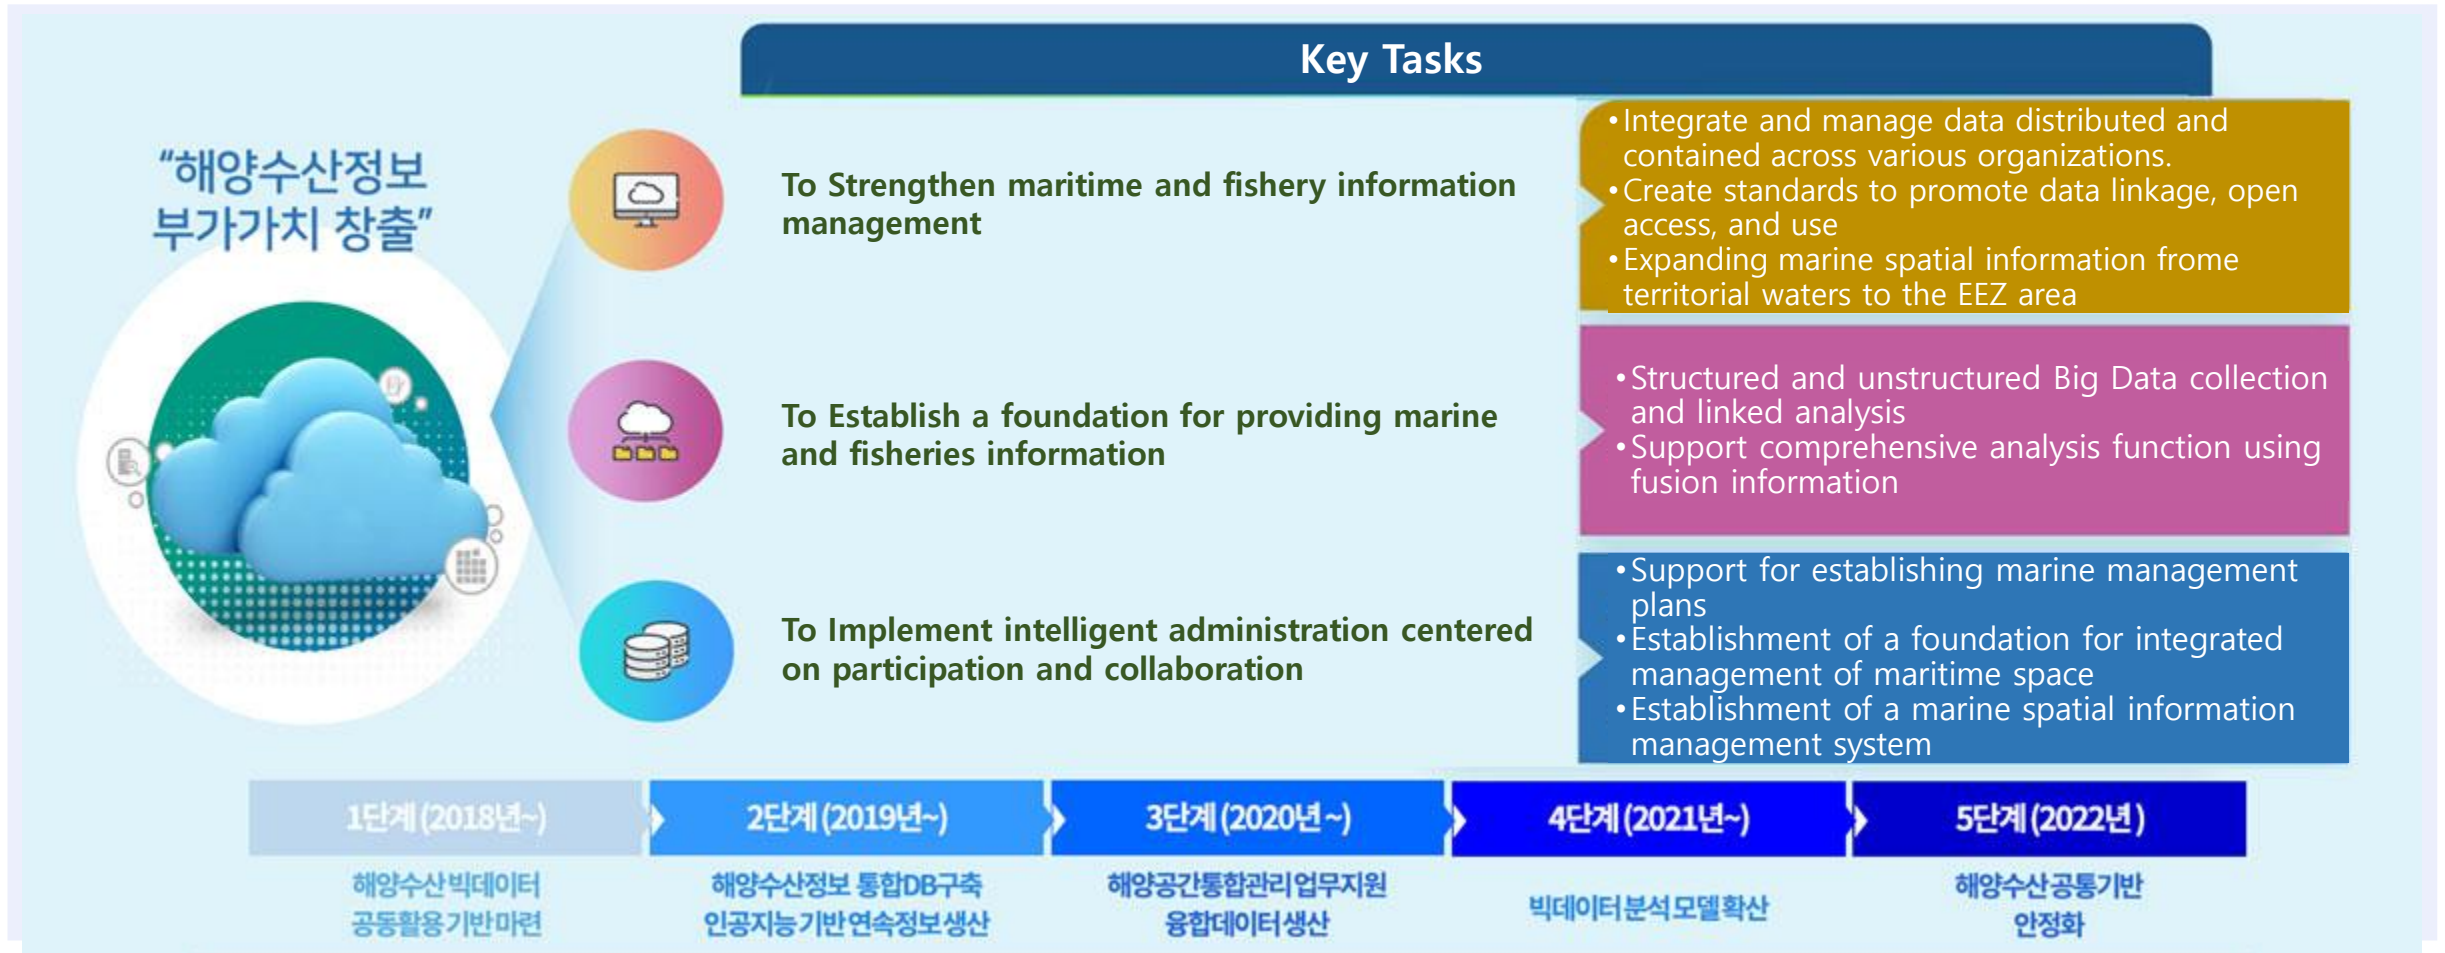 Key Tasks
“해양수산정보
부가가치 창출”
To Strengthen maritime and fishery information
management
•Integrate and manage data distributed and
contained across various organizations.
•Create standards to promote data linkage, open
access, and use
•Expanding marine spatial information frome
territorial waters to the EEZ area
To Establish a foundation for providing marine
and fisheries information
•Structured and unstructured Big Data collection
and linked analysis
•Support comprehensive analysis function using
fusion information
To Implement intelligent administration centered
on participation and collaboration
•Support for establishing marine management
plans
•Establishment of a foundation for integrated
management of maritime space
•Establishment of a marine spatial information
management system
1단계 (2018년~)
해양수산 빅데이터
공동활용 기반 마련
2단계 (2019년~)
해양수산정보 통합DB구축
인공지능 기반 연속정보 생산
3단계 (2020년 ~)
해양공간통합관리 업무지원
융합데이터 생산
4단계 (2021년~)
빅데이터 분석 모델 확산
5단계 (2022년 )
해양수산 공통기반
안정화